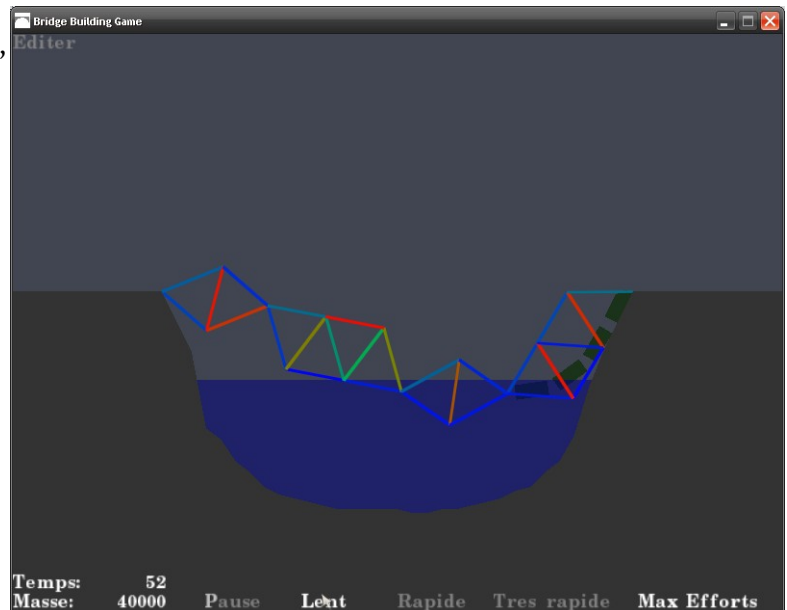 Bridge Building Game
,
Editer
Temps: 52
Masse: 40000 Pause Lent Rapide Tres rapide Max Efforts